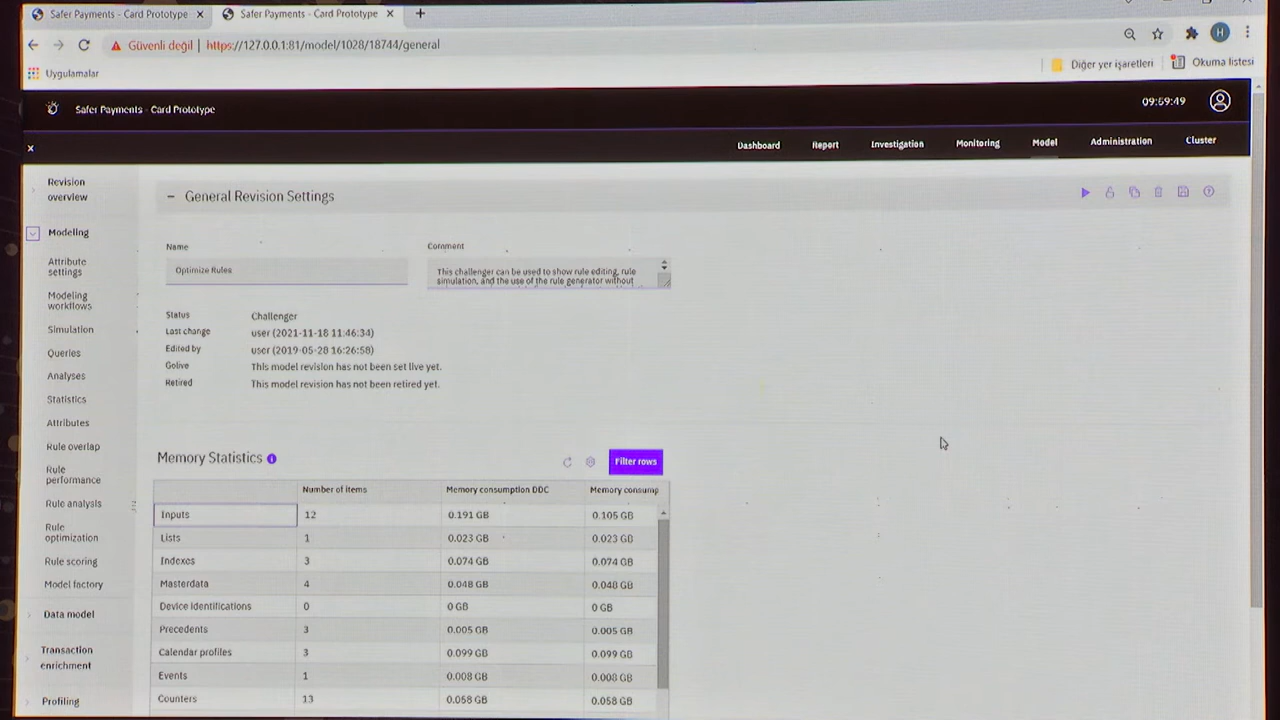 Safer Payments - Card Prototype
Safer Payments - Card Prototype
Güvenli değil | https://127.0.0.1:81/model/1028/18744/general
H
Uygulamalar
Diğer yer işaretleri
Okuma listesi
Safer Payments - Card Prototype
09:59:49
Dashboard Report Investigation Monitoring Model Administration Cluster
Revision
overview
Modeling
Attribute
settings
Modeling
workflows
Simulation
Queries
Analyses
Statistics
Attributes
Rule overlap
Rule
performance
Rule analysis
Rule
optimization
Rule scoring
Model factory
Data model
Transaction
enrichment
Profiling
General Revision Settings
Name
Optimize Rules
Comment
This challenger can be used to show rule editing, rule
simulation, and the use of the rule generator without
Status Challenger
Last change user (2021-11-18 11:46:34)
Edited by user (2019-05-28 16:26:58)
Golive This model revision has not been set live yet.
Retired This model revision has not been retired yet.
Memory Statistics
Filter rows
Number of items Memory consumption DDC Memory consump
Inputs 12 0.191 GB 0.105 GB
Lists 1 0.023 GB 0.023 GB
Indexes 3 0.074 GB 0.074 GB
Masterdata 4 0.048 GB 0.048 GB
Device identifications 0 0 GB 0 GB
Precedents 3 0.005 GB 0.005 GB
Calendar profiles 3 0.099 GB 0.099 GB
Events 1 0.008 GB 0.008 GB
Counters 13 0.058 GB 0.058 GB